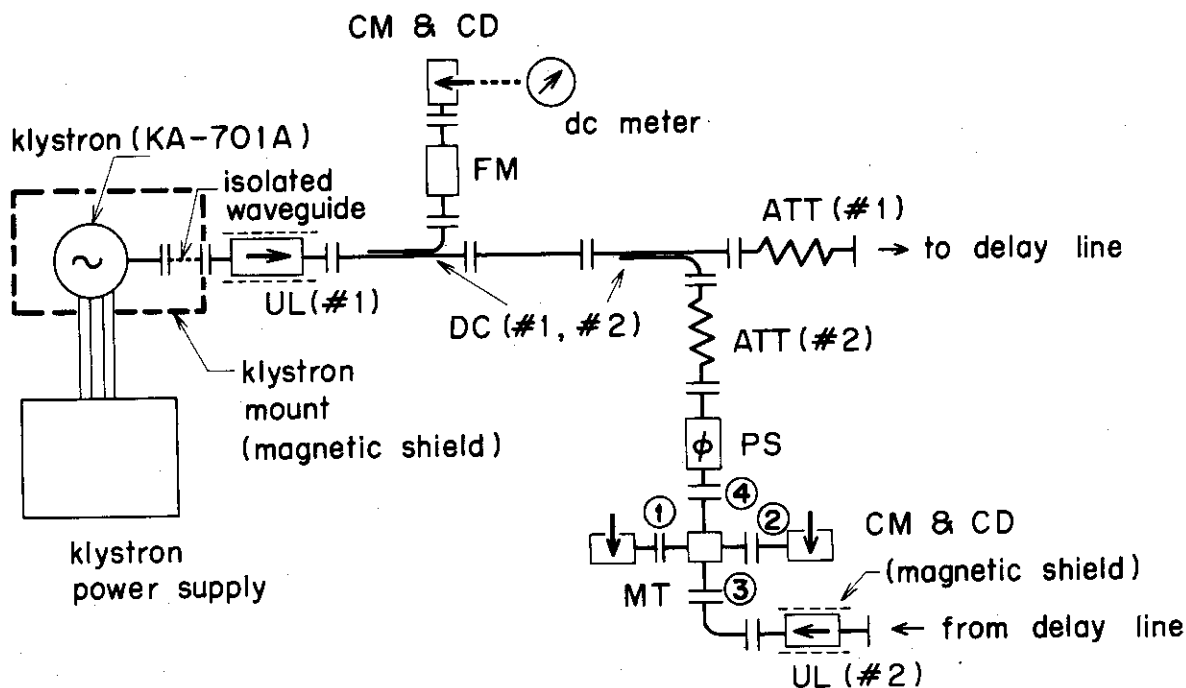 CM & CD
dc meter
klystron (KA-701A)
isolated
waveguide
FM
ATT (#1)
→ to delay line
~
UL (#1)
DC (#1, #2)
ATT (#2)
klystron
mount
(magnetic shield)
φ PS
④
① ②
CM & CD
(magnetic shield)
klystron
power supply
MT ③
← from delay line
UL (#2)